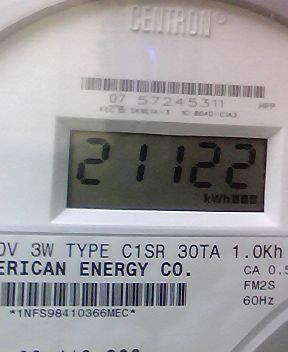 CENTRON®
07 57245311 HPP
21122
kWh
0V 3W TYPE C1SR 30TA 1.0Kh
ERICAN ENERGY CO.
CA 0.5
FM2S
60Hz
*1NFS98410366MEC*